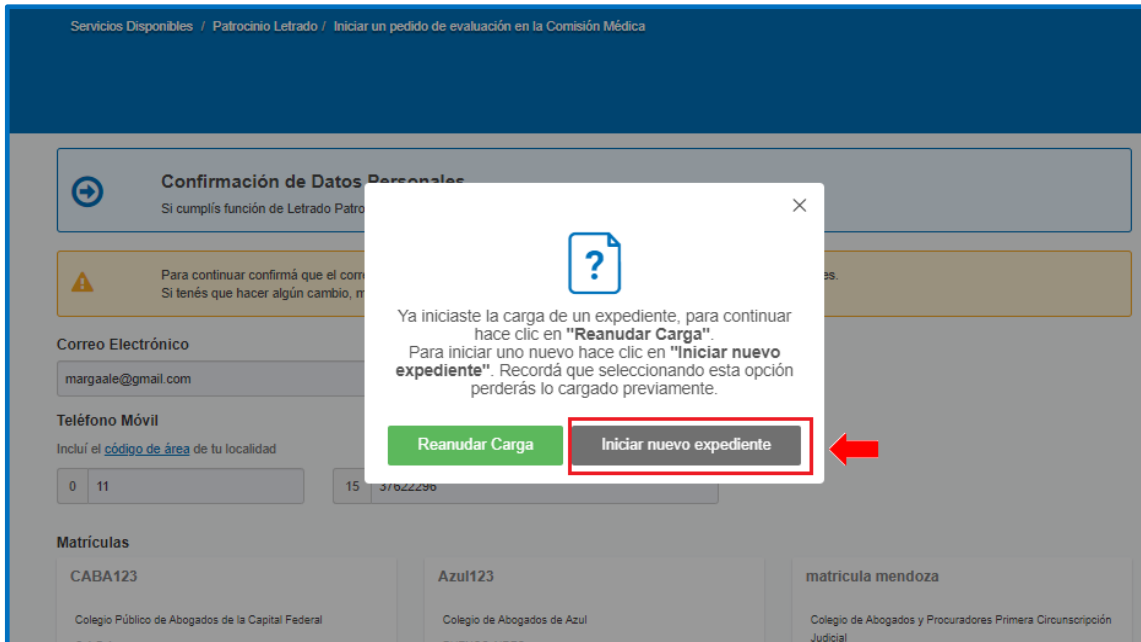 Servicios Disponibles / Patrocinio Letrado / Iniciar un pedido de evaluación en la Comisión Médica
Confirmación de Datos Personales
Si cumplís función de Letrado Patro
Para continuar confirmá que el corre
es.
Si tenés que hacer algún cambio, m
?
Ya iniciaste la carga de un expediente, para continuar
hace clic en "Reanudar Carga".
Para iniciar uno nuevo hace clic en "Iniciar nuevo
expediente". Recordá que seleccionando esta opción
perderás lo cargado previamente.
Reanudar Carga
Iniciar nuevo expediente
Correo Electrónico
margaale@gmail.com
Teléfono Móvil
Incluí el código de área de tu localidad
0 11
15 37622296
Matrículas
CABA123
Colegio Público de Abogados de la Capital Federal
Azul123
Colegio de Abogados de Azul
matricula mendoza
Colegio de Abogados y Procuradores Primera Circunscripción
Judicial